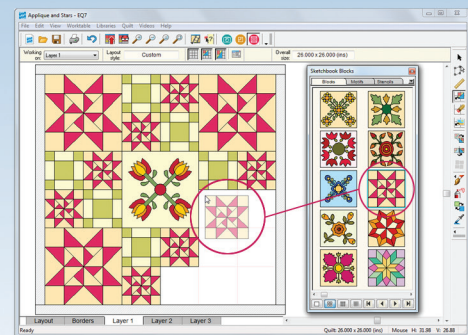 Applique and Stars - EQ7
File Edit View Worktable Libraries Quilt Videos Help
Working on: Layer 1 Layout style: Custom Overall size: 26.000 x 26.000 (ins)
Sketchbook Blocks
Blocks Motifs Stencils
Layout Borders Layer 1 Layer 2 Layer 3
Ready Quilt: 26.000 x 26.000 (ins) Mouse H: 31.98 V: 26.88